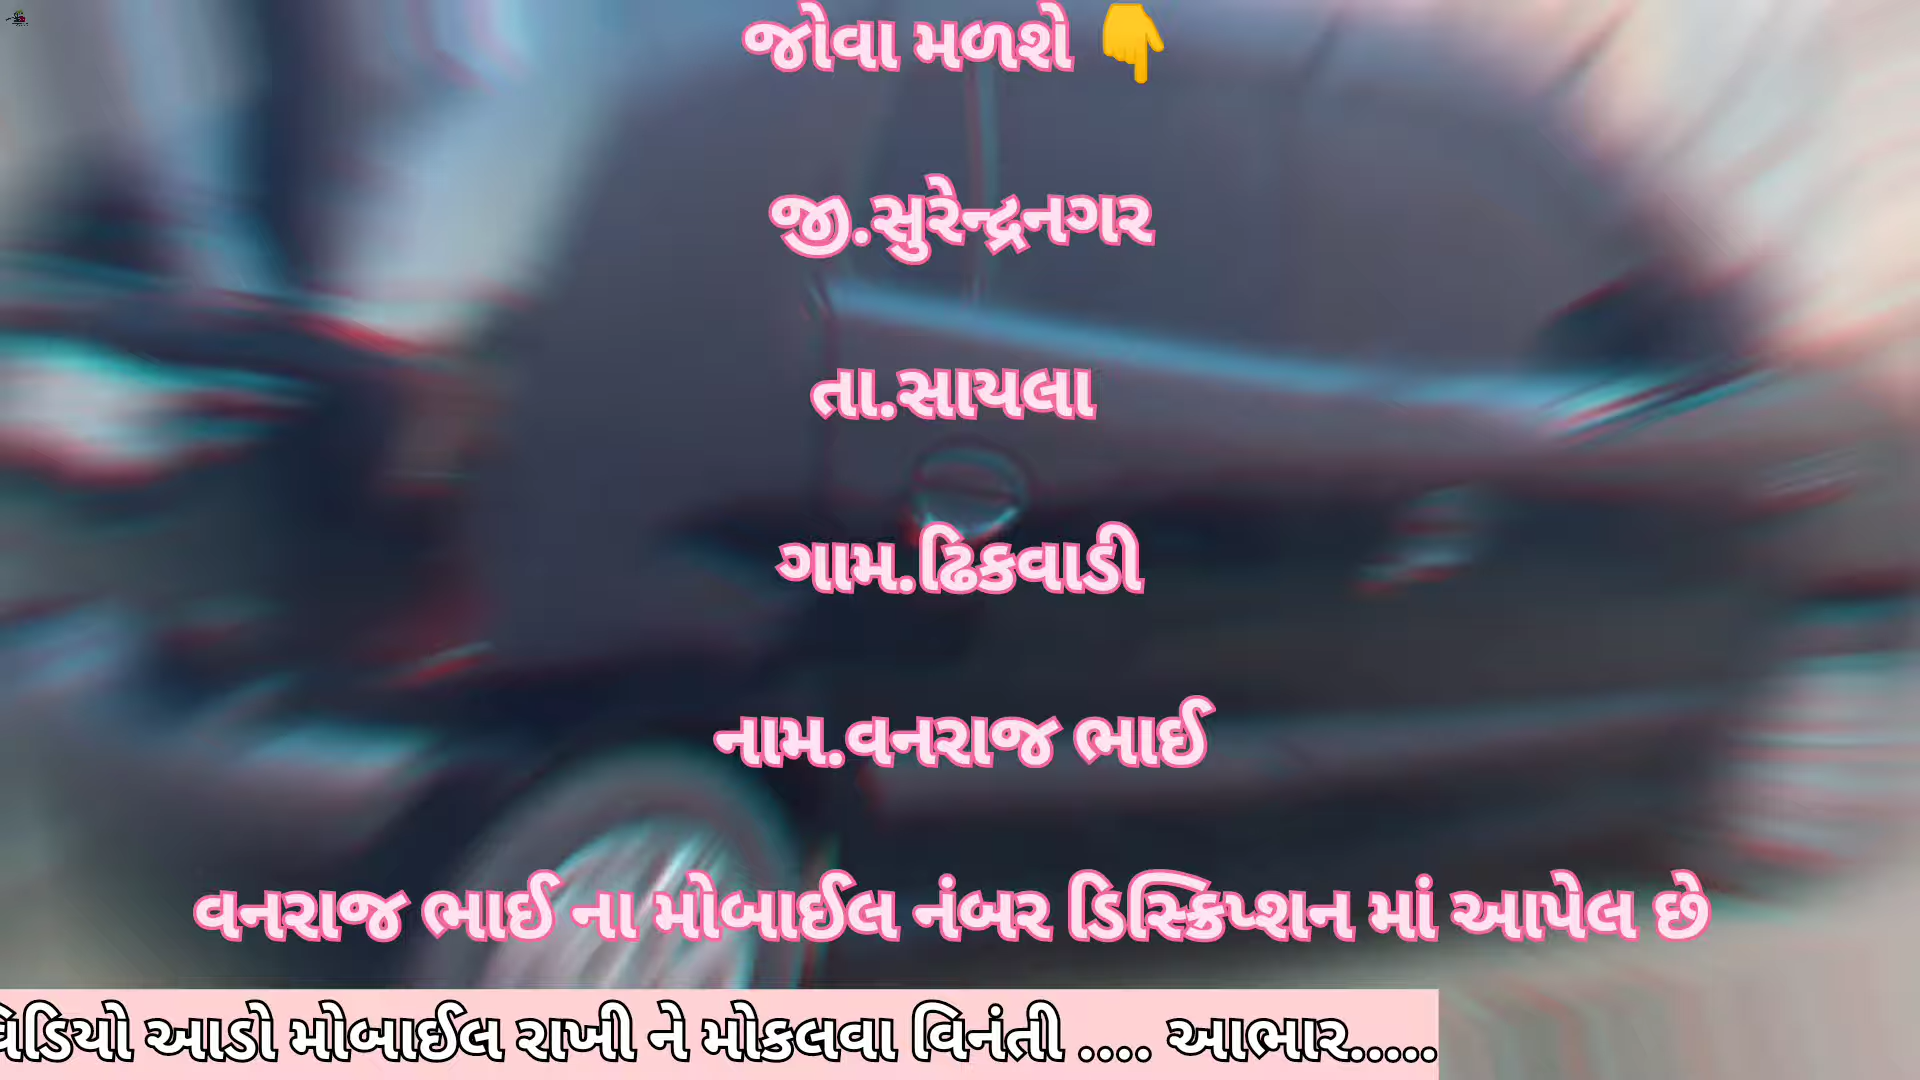 જોવા મળશે 👇
જી.સુરેન્દ્રનગર
તા.સાયલા
ગામ.ઢિકવાડી
નામ.વનરાજ ભાઈ
વનરાજ ભાઈ ના મોબાઈલ નંબર ડિસ્ક્રિપ્શન માં આપેલ છે
વિડિયો આડો મોબાઈલ રાખી ને મોકલવા વિનંતી .... આભાર.....